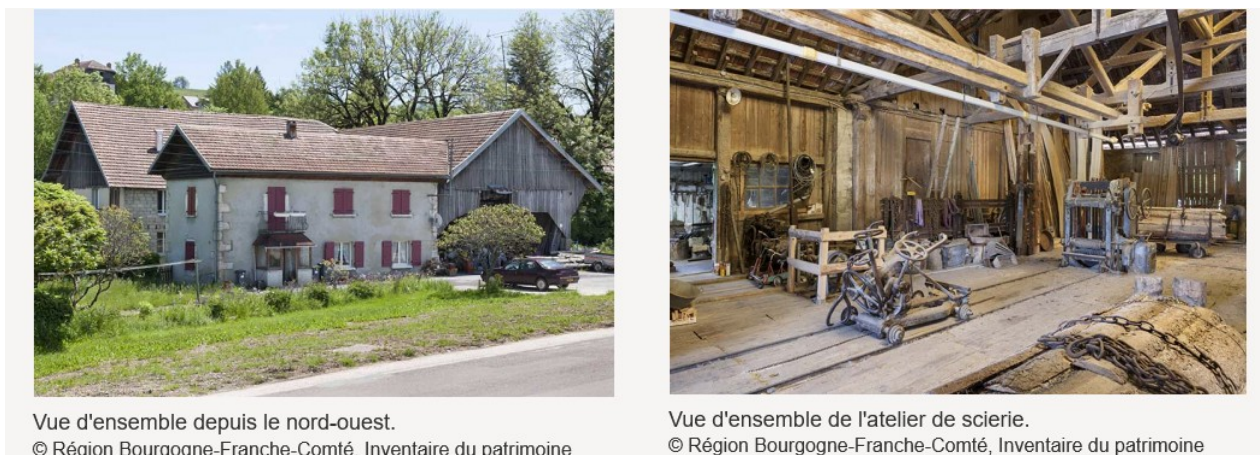 Vue d'ensemble depuis le nord-ouest.
© Région Bourgogne-Franche-Comté, Inventaire du patrimoine
Vue d'ensemble de l'atelier de scierie.
© Région Bourgogne-Franche-Comté, Inventaire du patrimoine